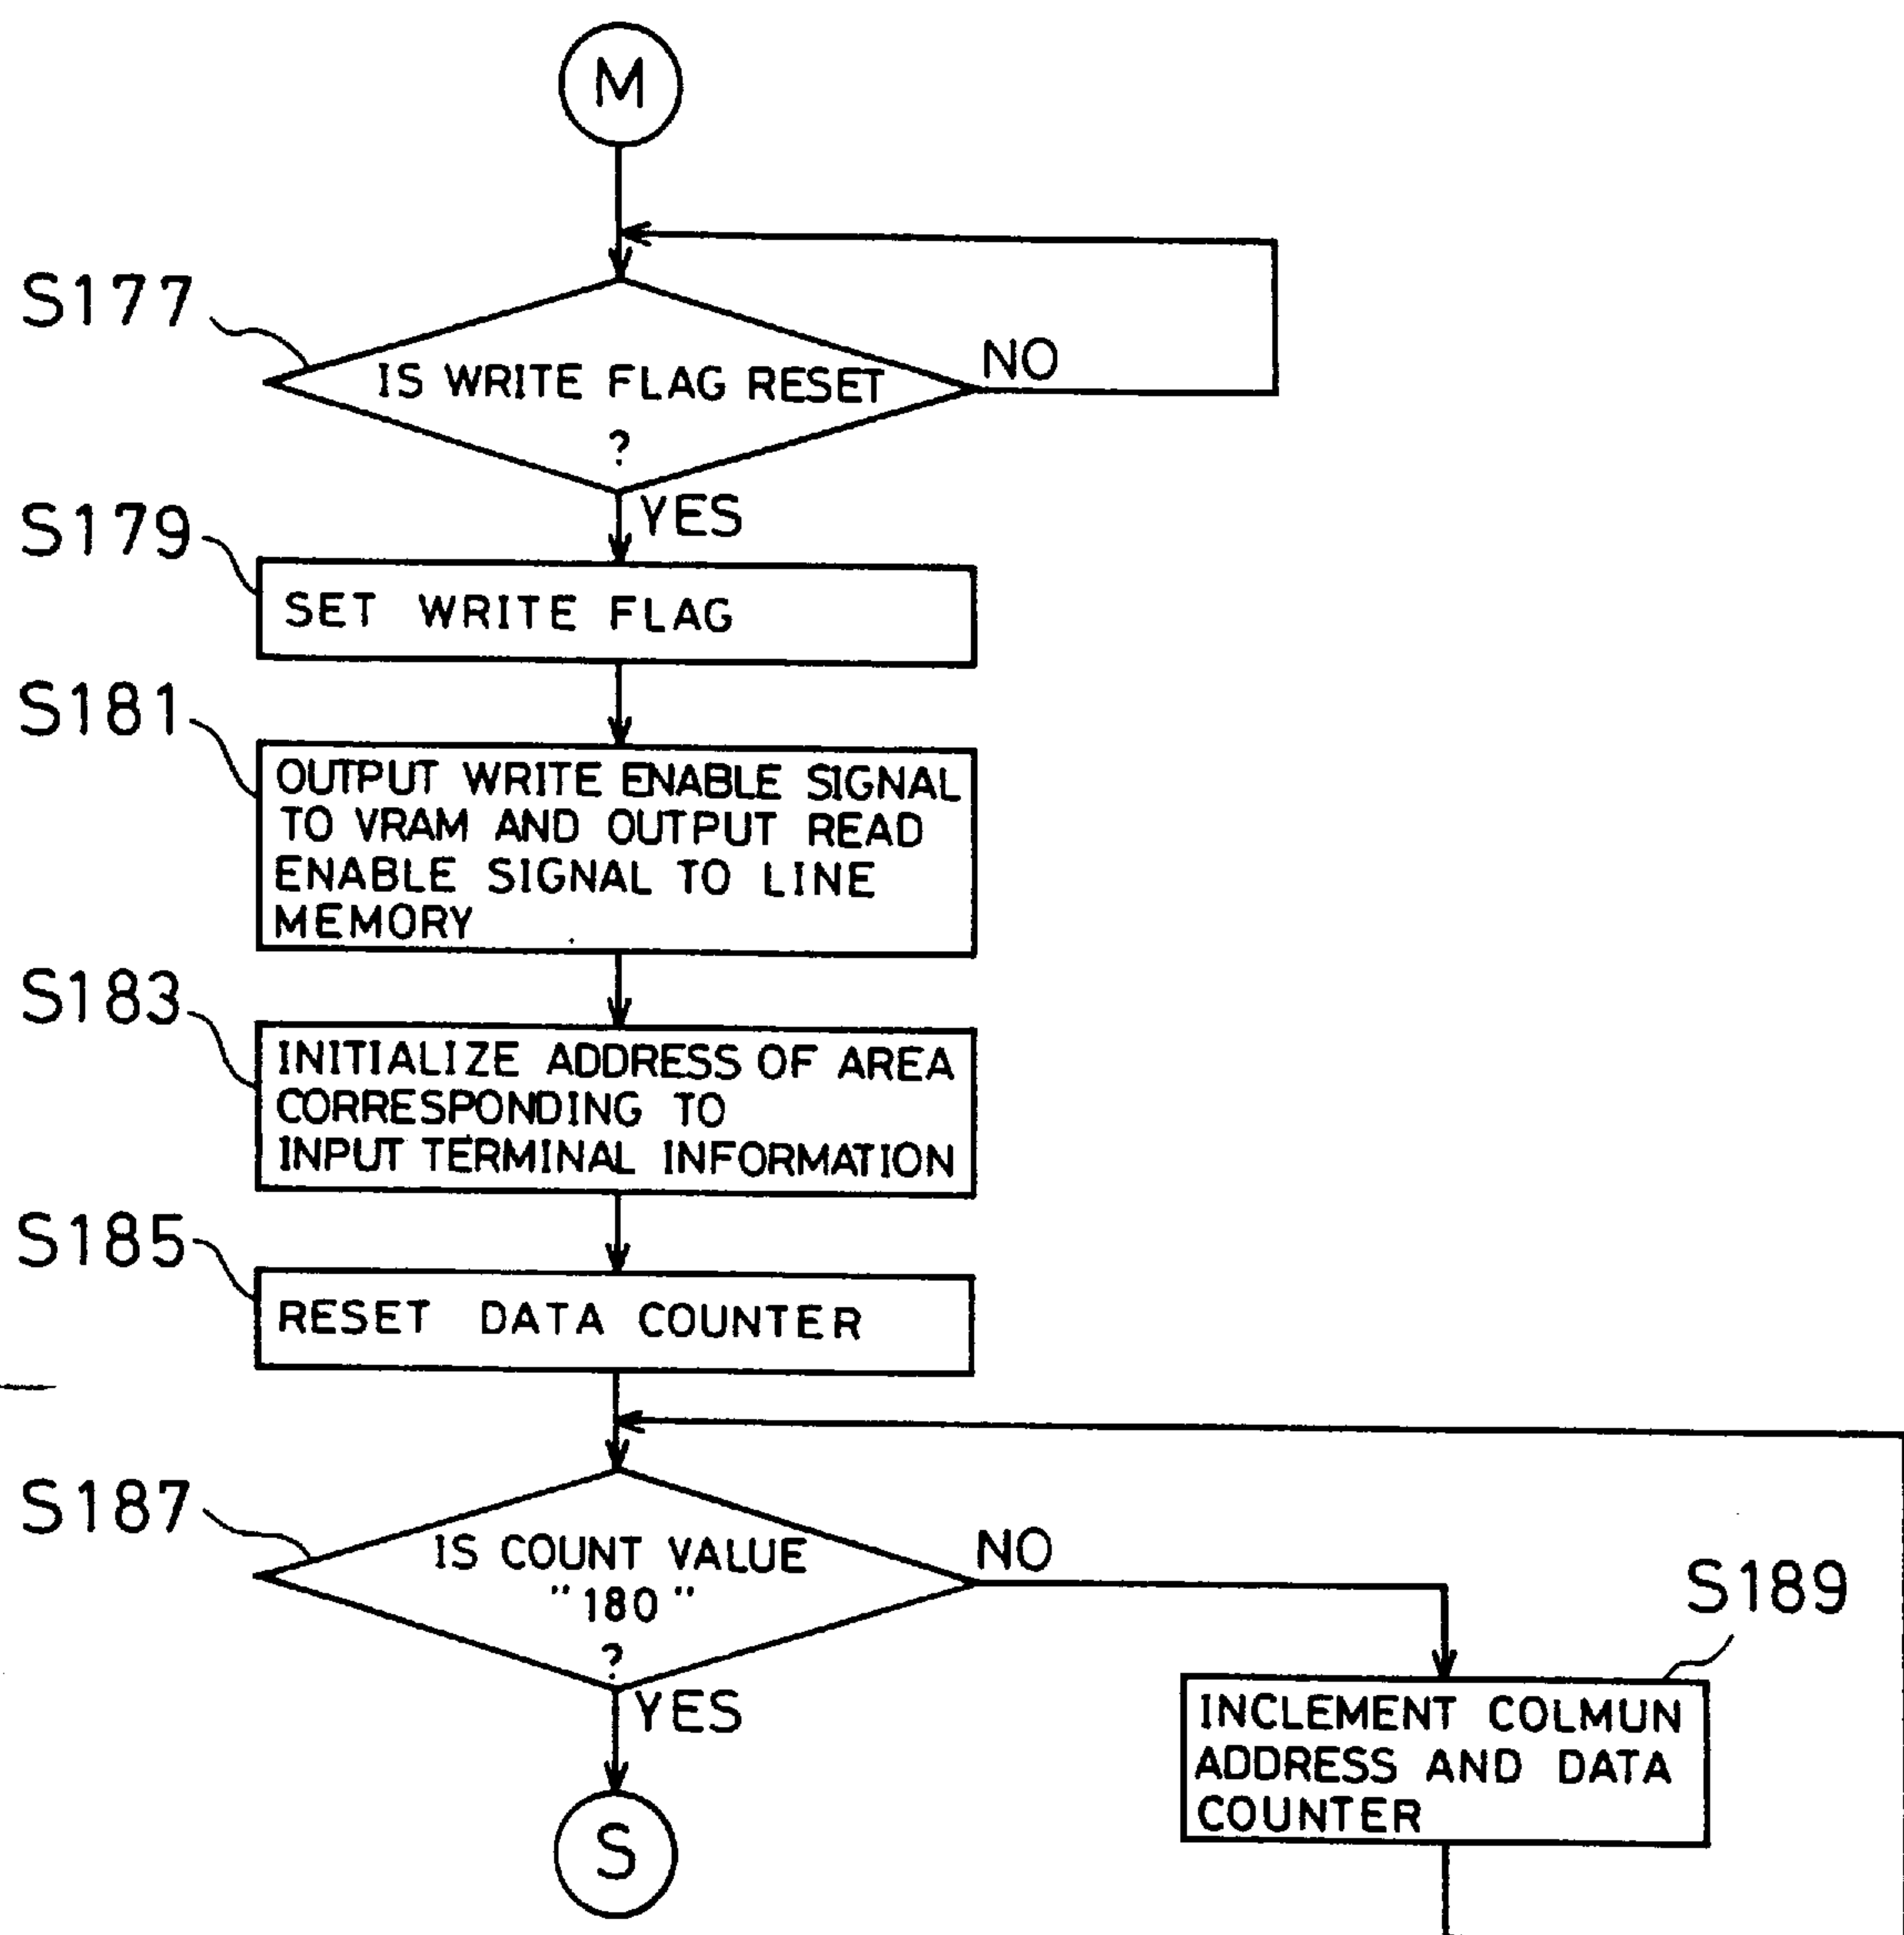 M
S177
IS WRITE FLAG RESET
?
NO
YES
S179
SET WRITE FLAG
S181
OUTPUT WRITE ENABLE SIGNAL
TO VRAM AND OUTPUT READ
ENABLE SIGNAL TO LINE
MEMORY
S183
INITIALIZE ADDRESS OF AREA
CORRESPONDING TO
INPUT TERMINAL INFORMATION
S185
RESET DATA COUNTER
S187
IS COUNT VALUE
"180"
?
NO
YES
S189
INCLEMENT COLMUN
ADDRESS AND DATA
COUNTER
S